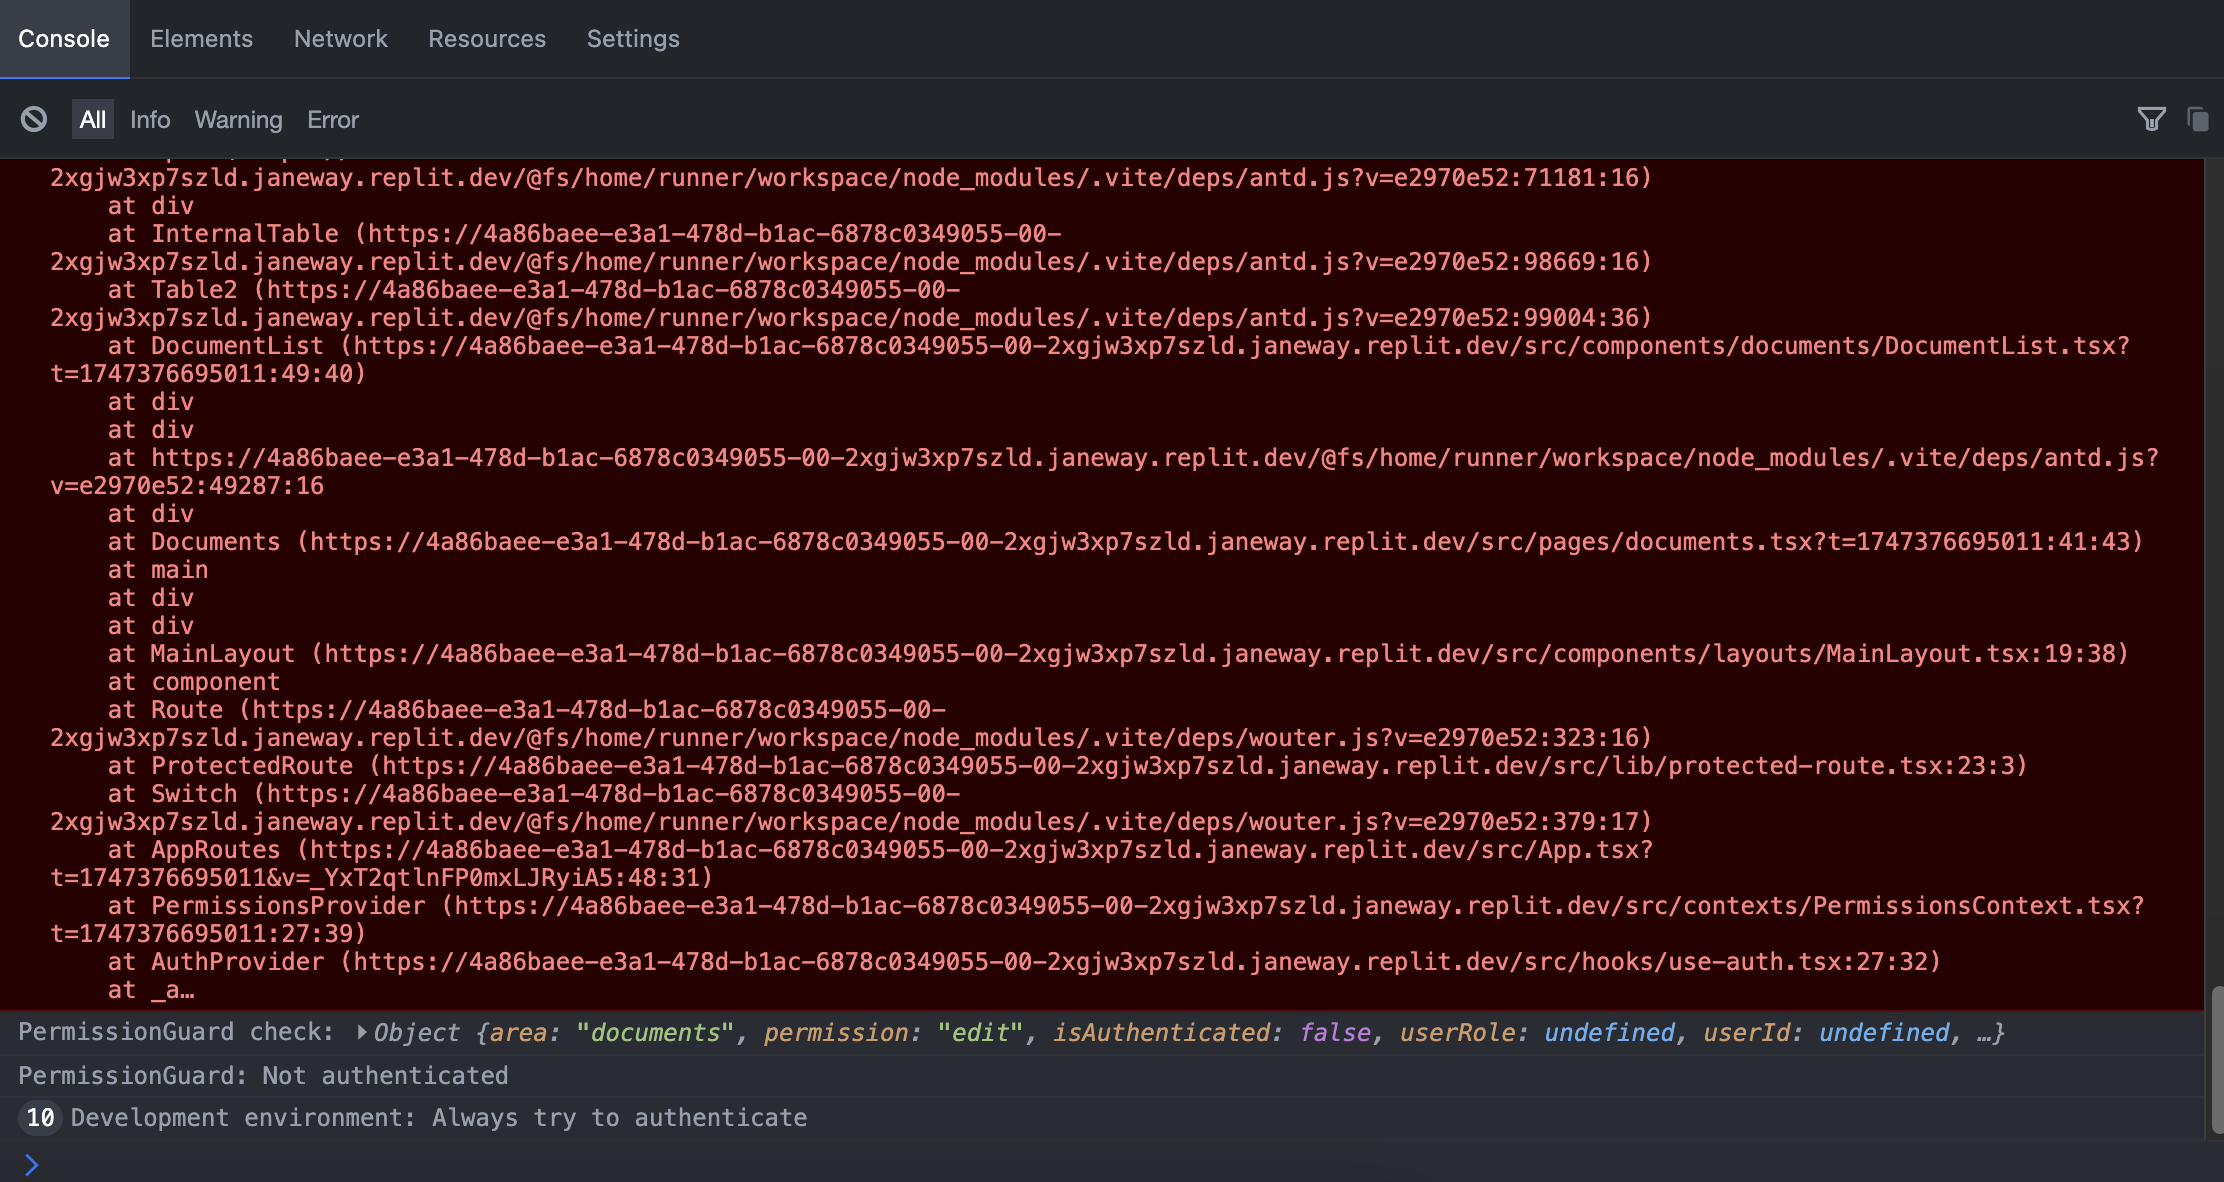 Console Elements Network Resources Settings
All Info Warning Error
2xgjw3xp7szld.janeway.replit.dev/@fs/home/runner/workspace/node_modules/.vite/deps/antd.js?v=e2970e52:71181:16)
at div
at InternalTable (https://4a86baee-e3a1-478d-b1ac-6878c0349055-00-
2xgjw3xp7szld.janeway.replit.dev/@fs/home/runner/workspace/node_modules/.vite/deps/antd.js?v=e2970e52:98669:16)
at Table2 (https://4a86baee-e3a1-478d-b1ac-6878c0349055-00-
2xgjw3xp7szld.janeway.replit.dev/@fs/home/runner/workspace/node_modules/.vite/deps/antd.js?v=e2970e52:99004:36)
at DocumentList (https://4a86baee-e3a1-478d-b1ac-6878c0349055-00-2xgjw3xp7szld.janeway.replit.dev/src/components/documents/DocumentList.tsx?
t=1747376695011:49:40)
at div
at div
at https://4a86baee-e3a1-478d-b1ac-6878c0349055-00-2xgjw3xp7szld.janeway.replit.dev/@fs/home/runner/workspace/node_modules/.vite/deps/antd.js?
v=e2970e52:49287:16
at div
at Documents (https://4a86baee-e3a1-478d-b1ac-6878c0349055-00-2xgjw3xp7szld.janeway.replit.dev/src/pages/documents.tsx?t=1747376695011:41:43)
at main
at div
at div
at MainLayout (https://4a86baee-e3a1-478d-b1ac-6878c0349055-00-2xgjw3xp7szld.janeway.replit.dev/src/components/layouts/MainLayout.tsx:19:38)
at component
at Route (https://4a86baee-e3a1-478d-b1ac-6878c0349055-00-
2xgjw3xp7szld.janeway.replit.dev/@fs/home/runner/workspace/node_modules/.vite/deps/wouter.js?v=e2970e52:323:16)
at ProtectedRoute (https://4a86baee-e3a1-478d-b1ac-6878c0349055-00-2xgjw3xp7szld.janeway.replit.dev/src/lib/protected-route.tsx:23:3)
at Switch (https://4a86baee-e3a1-478d-b1ac-6878c0349055-00-
2xgjw3xp7szld.janeway.replit.dev/@fs/home/runner/workspace/node_modules/.vite/deps/wouter.js?v=e2970e52:379:17)
at AppRoutes (https://4a86baee-e3a1-478d-b1ac-6878c0349055-00-2xgjw3xp7szld.janeway.replit.dev/src/App.tsx?
t=1747376695011&v=_YxT2qtlnFP0mxLJRyiA5:48:31)
at PermissionsProvider (https://4a86baee-e3a1-478d-b1ac-6878c0349055-00-2xgjw3xp7szld.janeway.replit.dev/src/contexts/PermissionsContext.tsx?
t=1747376695011:27:39)
at AuthProvider (https://4a86baee-e3a1-478d-b1ac-6878c0349055-00-2xgjw3xp7szld.janeway.replit.dev/src/hooks/use-auth.tsx:27:32)
at _a…
PermissionGuard check: Object {area: "documents", permission: "edit", isAuthenticated: false, userRole: undefined, userId: undefined, …}
PermissionGuard: Not authenticated
10 Development environment: Always try to authenticate